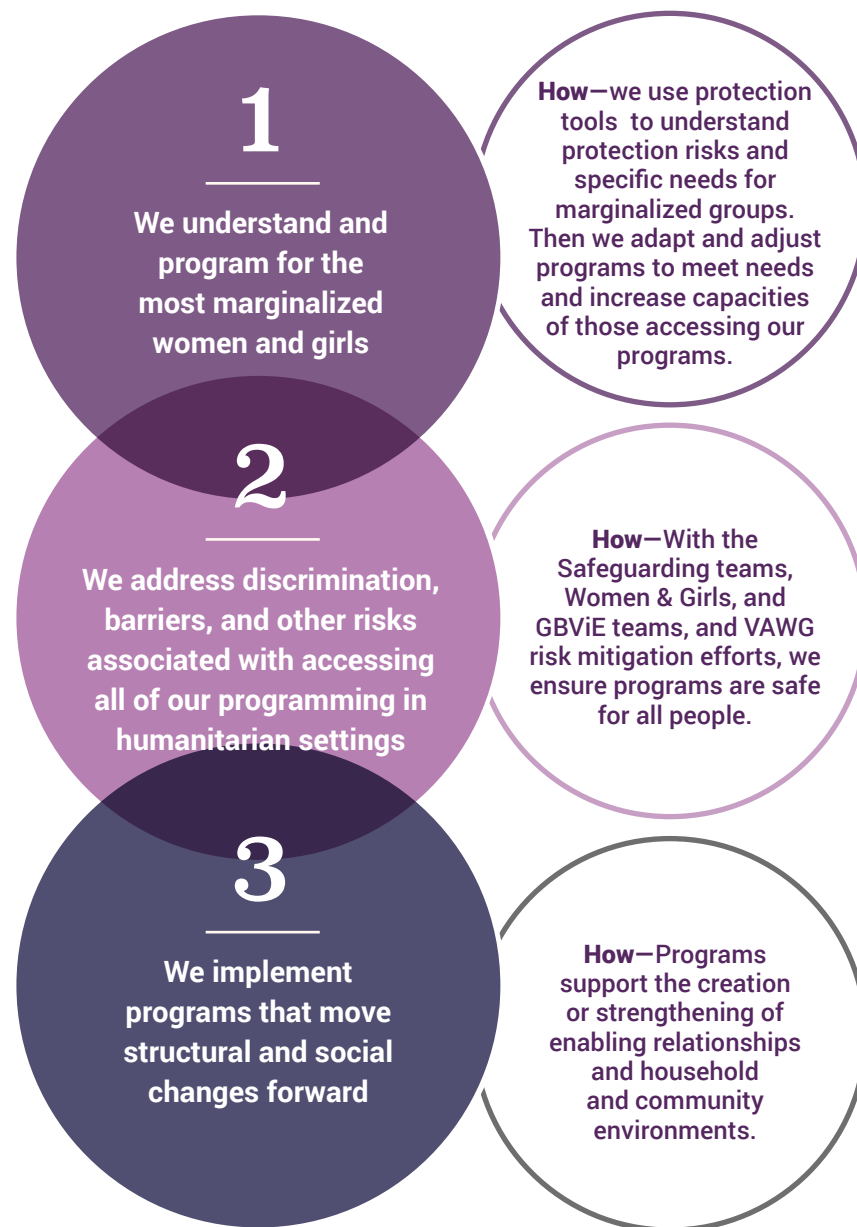 1
We understand and
program for the
most marginalized
women and girls
How—we use protection
tools to understand
protection risks and
specific needs for
marginalized groups.
Then we adapt and adjust
programs to meet needs
and increase capacities
of those accessing our
programs.
2
We address discrimination,
barriers, and other risks
associated with accessing
all of our programming in
humanitarian settings
How—With the
Safeguarding teams,
Women & Girls, and
GBViE teams, and VAWG
risk mitigation efforts, we
ensure programs are safe
for all people.
3
We implement
programs that move
structural and social
changes forward
How—Programs
support the creation
or strengthening of
enabling relationships
and household
and community
environments.